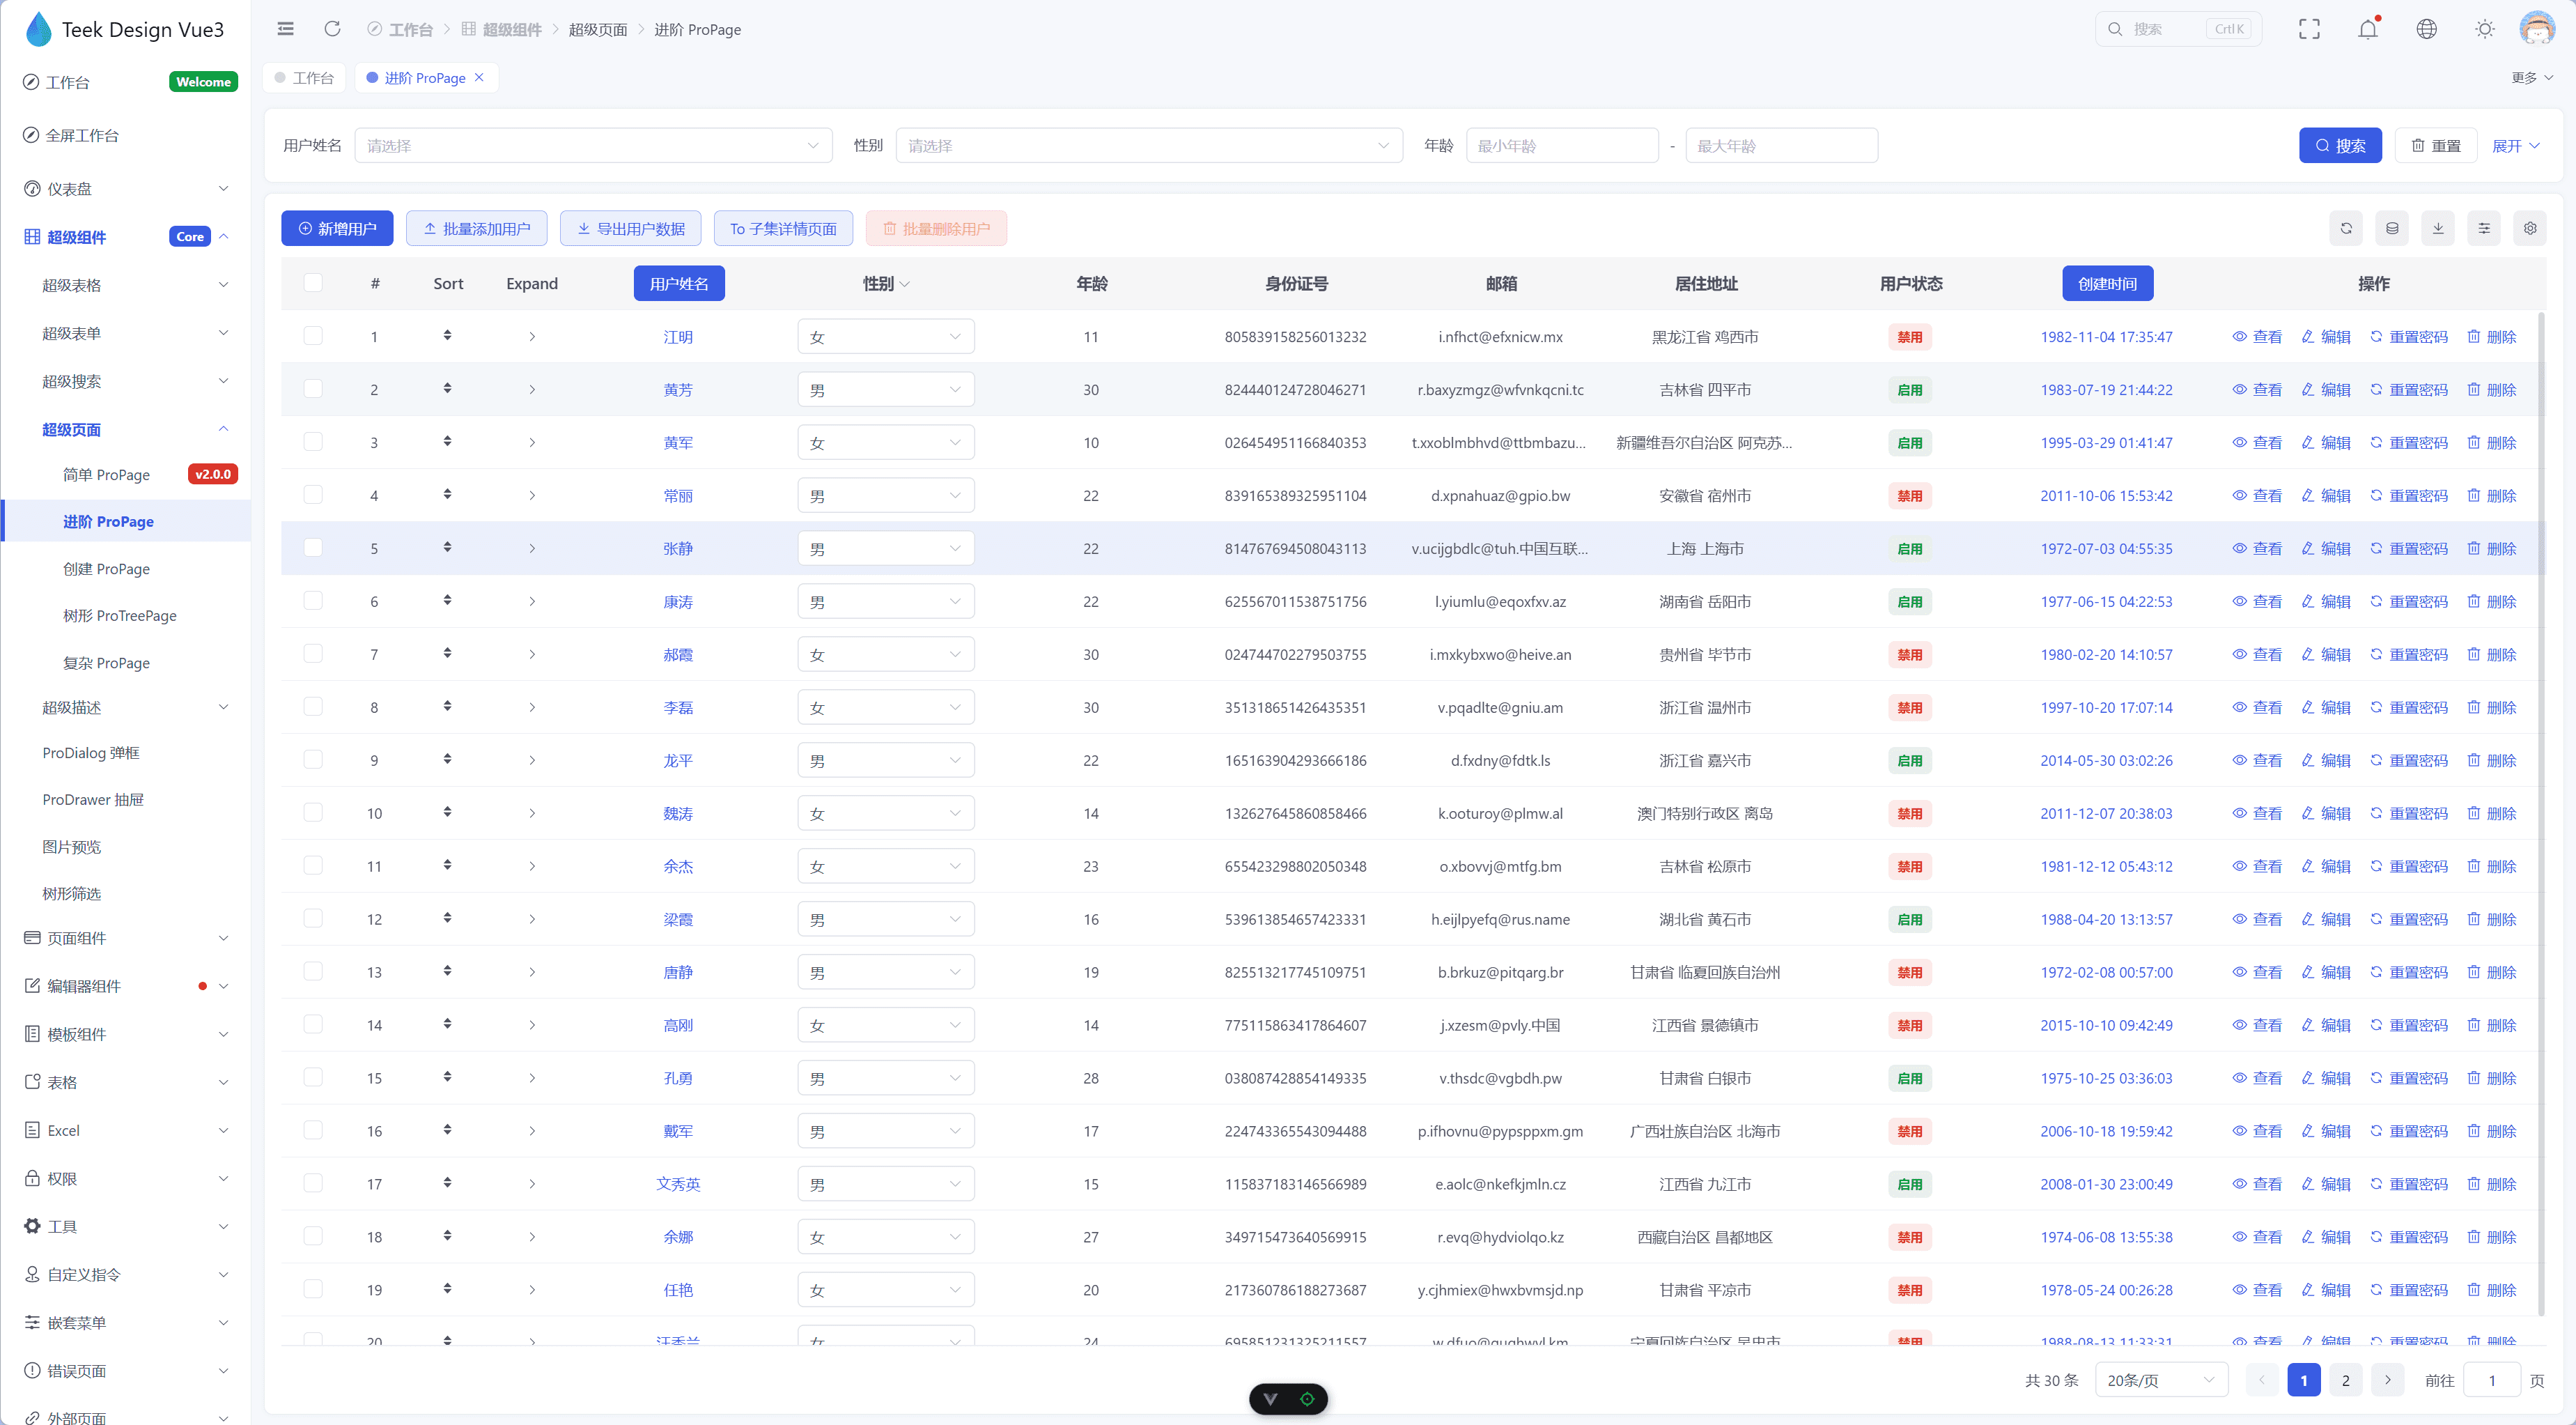 Teek Design Vue3
工作台 Welcome
全屏工作台
仪表盘
超级组件 Core
超级表格
超级表单
超级搜索
超级页面
简单 ProPage v2.0.0
进阶 ProPage
创建 ProPage
树形 ProTreePage
复杂 ProPage
超级描述
ProDialog 弹框
ProDrawer 抽屉
图片预览
树形筛选
页面组件
编辑器组件
模板组件
表格
Excel
权限
工具
自定义指令
嵌套菜单
错误页面
外部页面
工作台 超级组件 超级页面 进阶 ProPage
搜索 Crtl K
工作台 进阶 ProPage 更多
用户姓名 请选择 性别 请选择 年龄 最小年龄 - 最大年龄 搜索 重置 展开
新增用户 批量添加用户 导出用户数据 To 子集详情页面 批量删除用户
# Sort Expand 用户姓名 性别 年龄 身份证号 邮箱 居住地址 用户状态 创建时间 操作
1 江明 女 11 805839158256013232 i.nfhct@efxnicw.mx 黑龙江省 鸡西市 禁用 1982-11-04 17:35:47 查看 编辑 重置密码 删除
2 黄芳 男 30 824440124728046271 r.baxyzmgz@wfvnkqcni.tc 吉林省 四平市 启用 1983-07-19 21:44:22 查看 编辑 重置密码 删除
3 黄军 女 10 026454951166840353 t.xxoblmbhvd@ttbmbazu... 新疆维吾尔自治区 阿克苏... 启用 1995-03-29 01:41:47 查看 编辑 重置密码 删除
4 常丽 男 22 839165389325951104 d.xpnahuaz@gpio.bw 安徽省 宿州市 禁用 2011-10-06 15:53:42 查看 编辑 重置密码 删除
5 张静 男 22 814767694508043113 v.ucijgbdlc@tuh.中国互联... 上海 上海市 启用 1972-07-03 04:55:35 查看 编辑 重置密码 删除
6 康涛 男 22 625567011538751756 l.yiumlu@eqoxfxv.az 湖南省 岳阳市 启用 1977-06-15 04:22:53 查看 编辑 重置密码 删除
7 郝霞 女 30 024744702279503755 i.mxkybxwo@heive.an 贵州省 毕节市 禁用 1980-02-20 14:10:57 查看 编辑 重置密码 删除
8 李磊 女 30 351318651426435351 v.pqadlte@gniu.am 浙江省 温州市 禁用 1997-10-20 17:07:14 查看 编辑 重置密码 删除
9 龙平 男 22 165163904293666186 d.fxdny@fdtk.ls 浙江省 嘉兴市 启用 2014-05-30 03:02:26 查看 编辑 重置密码 删除
10 魏涛 女 14 132627645860858466 k.ooturoy@plmw.al 澳门特别行政区 离岛 禁用 2011-12-07 20:38:03 查看 编辑 重置密码 删除
11 余杰 女 23 655423298802050348 o.xbovvj@mtfg.bm 吉林省 松原市 禁用 1981-12-12 05:43:12 查看 编辑 重置密码 删除
12 梁霞 男 16 539613854657423331 h.eijlpyefq@rus.name 湖北省 黄石市 启用 1988-04-20 13:13:57 查看 编辑 重置密码 删除
13 唐静 男 19 825513217745109751 b.brkuz@pitqarg.br 甘肃省 临夏回族自治州 禁用 1972-02-08 00:57:00 查看 编辑 重置密码 删除
14 高刚 女 14 775115863417864607 j.xzesm@pvly.中国 江西省 景德镇市 禁用 2015-10-10 09:42:49 查看 编辑 重置密码 删除
15 孔勇 男 28 038087428854149335 v.thsdc@vgbdh.pw 甘肃省 白银市 启用 1975-10-25 03:36:03 查看 编辑 重置密码 删除
16 戴军 男 17 224743365543094488 p.ifhovnu@pypsppxm.gm 广西壮族自治区 北海市 禁用 2006-10-18 19:59:42 查看 编辑 重置密码 删除
17 文秀英 男 15 115837183146566989 e.aolc@nkefkjmln.cz 江西省 九江市 启用 2008-01-30 23:00:49 查看 编辑 重置密码 删除
18 余娜 女 27 349715473640569915 r.evq@hydviolqo.kz 西藏自治区 昌都地区 禁用 1974-06-08 13:55:38 查看 编辑 重置密码 删除
19 任艳 女 20 217360786188273687 y.cjhmiex@hwxbvmsjd.np 甘肃省 平凉市 禁用 1978-05-24 00:26:28 查看 编辑 重置密码 删除
20 汪秀兰 女 24 695851231325211557 宁夏回族自治区 吴忠市 禁用 1988-08-13 11:33:31 查看 编辑 重置密码 删除
共 30 条 20条/页 1 2 前往 1 页